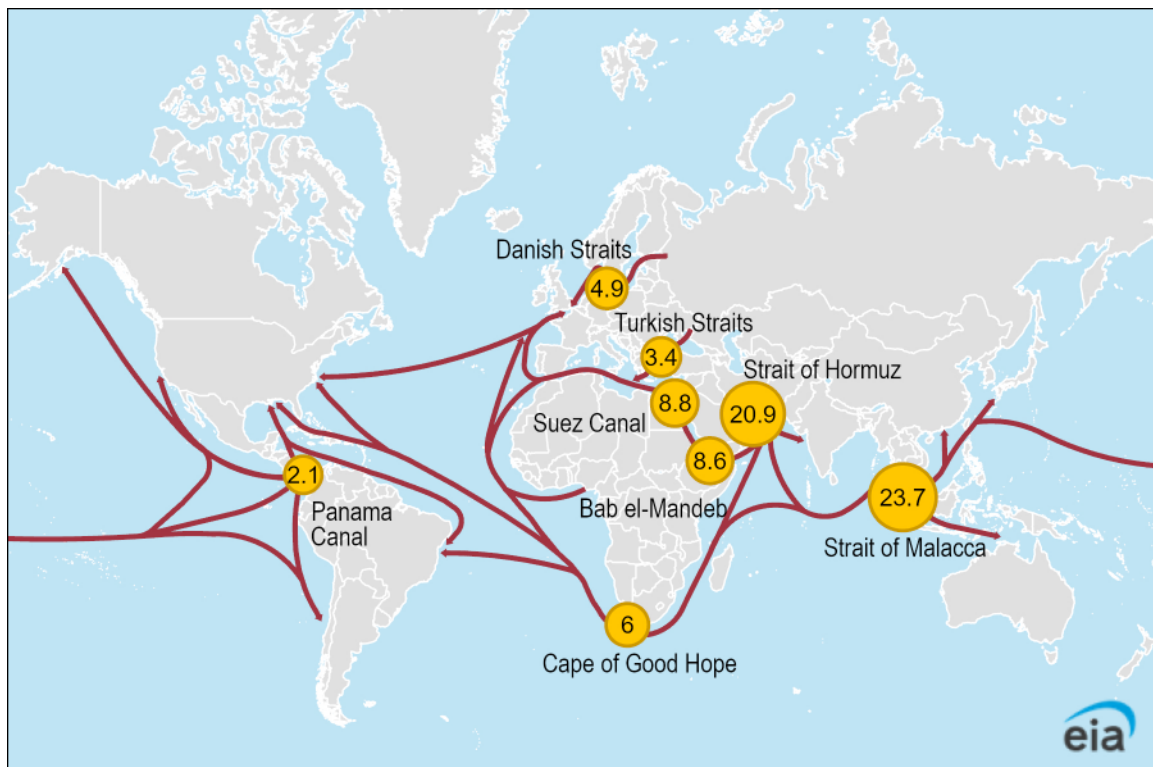 Danish Straits
4.9
Turkish Straits
3.4
Strait of Hormuz
20.9
Suez Canal
8.8
8.6
Bab el-Mandeb
2.1
Panama
Canal
23.7
Strait of Malacca
6
Cape of Good Hope
eia